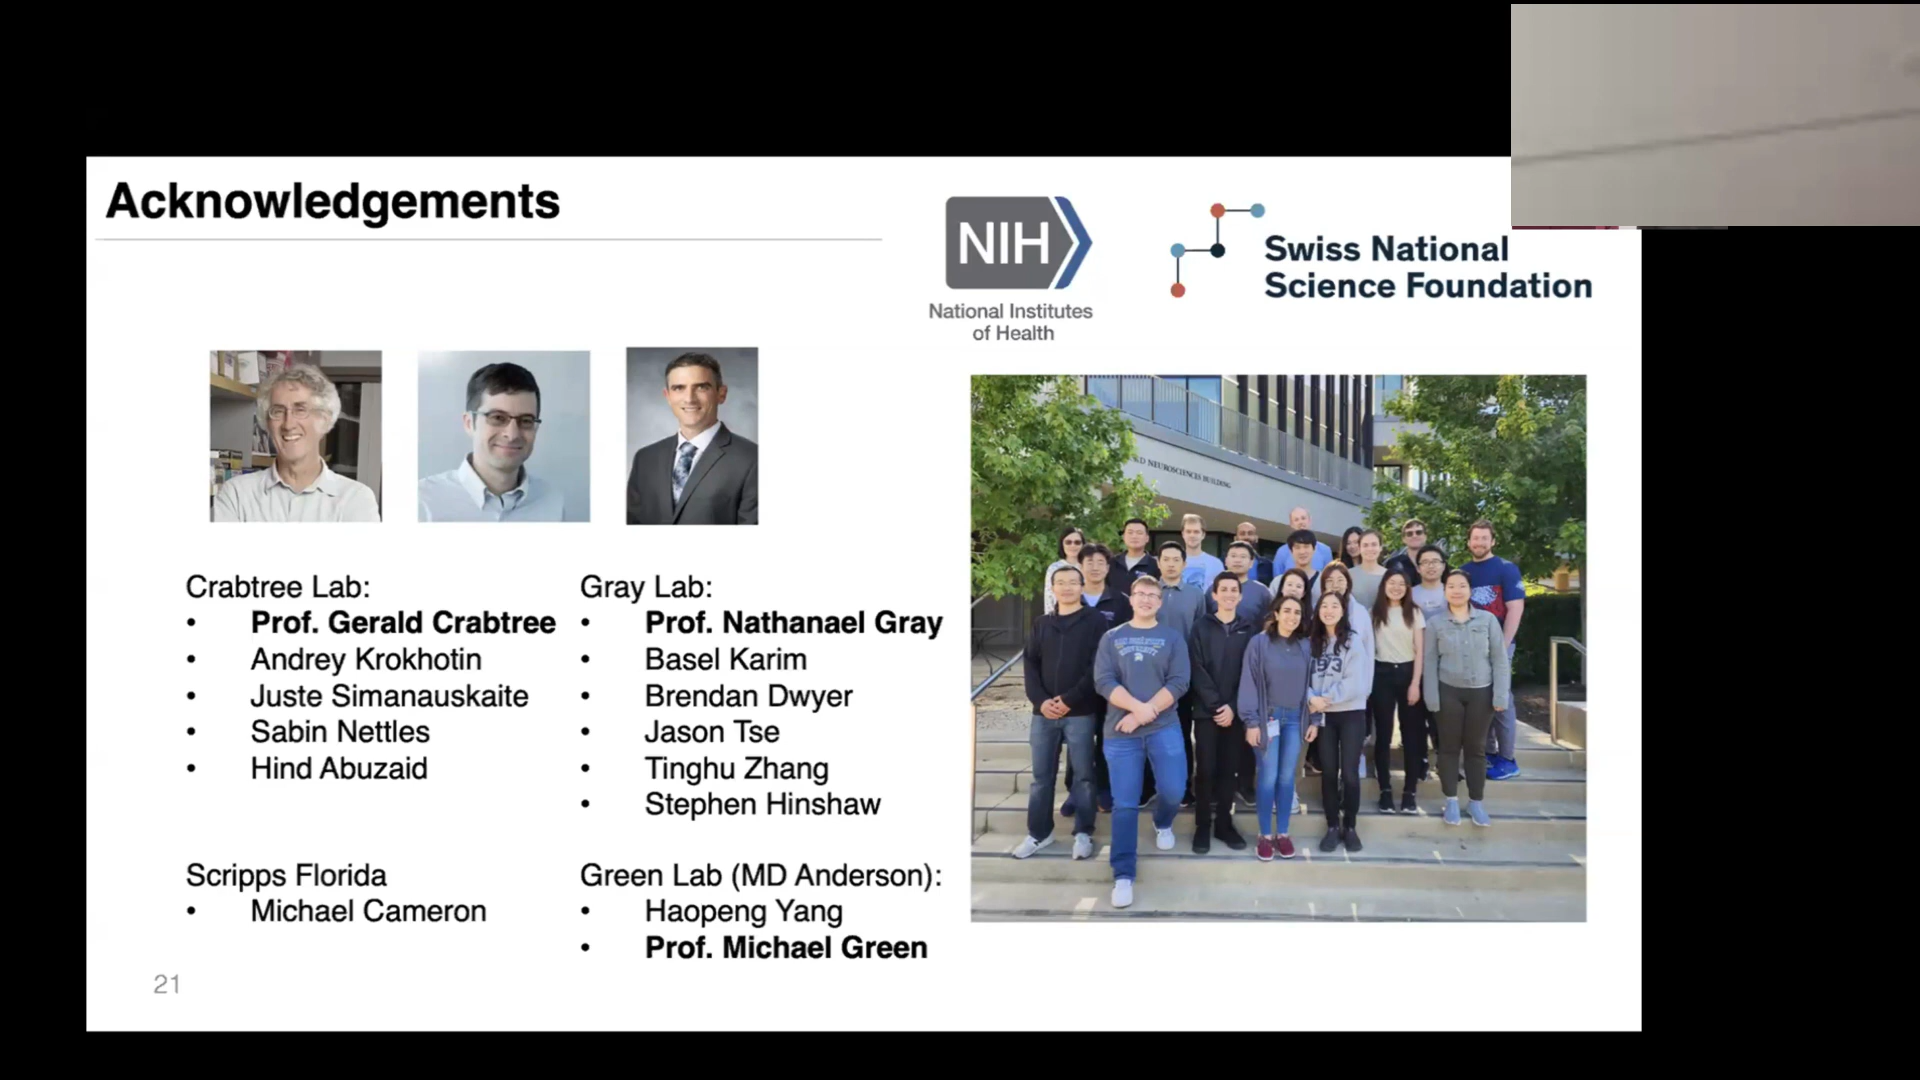 Acknowledgements
NIH
National Institutes
of Health
Swiss National
Science Foundation
Crabtree Lab:
• Prof. Gerald Crabtree
• Andrey Krokhotin
• Juste Simanauskaite
• Sabin Nettles
• Hind Abuzaid
Gray Lab:
• Prof. Nathanael Gray
• Basel Karim
• Brendan Dwyer
• Jason Tse
• Tinghu Zhang
• Stephen Hinshaw
Scripps Florida
• Michael Cameron
Green Lab (MD Anderson):
• Haopeng Yang
• Prof. Michael Green
NEUROSCIENCES BUILDING
21